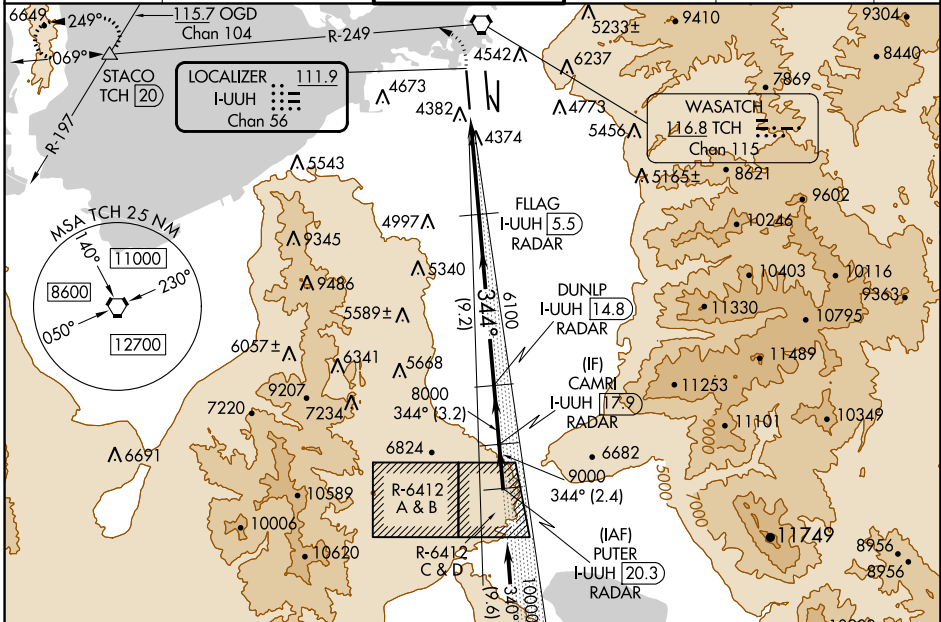 6649
249°
069°
115.7 OGD
Chan 104
R-249
STACO
TCH 20
R-197
LOCALIZER 111.9
I-UUH
Chan 56
4673
4382
4374
4542
5233±
6237
9410
9304
8440
7869
4773
5456
WASATCH
116.8 TCH
Chan 115
5165±
8621
5543
9602
10246
FLLAG
I-UUH 5.5
RADAR
4997
9345
MSA TCH 25 NM
140°
11000
8600
230°
050°
12700
9486
5340
10403
10116
9363
6100
344°
(9.2)
DUNLP
I-UUH 14.8
RADAR
11330
10795
5589±
6057±
6341
5668
11489
(IF)
CAMRI
I-UUH 17.9
RADAR
11253
9207
7234
7220
8000
344° (3.2)
11101
10349
6824
6682
6691
9000
344° (2.4)
5000
7000
R-6412
A & B
R-6412
C & D
10589
10006
10620
(IAF)
PUTER
I-UUH 20.3
RADAR
11749
8956
8956
10000
340°
(9.6)